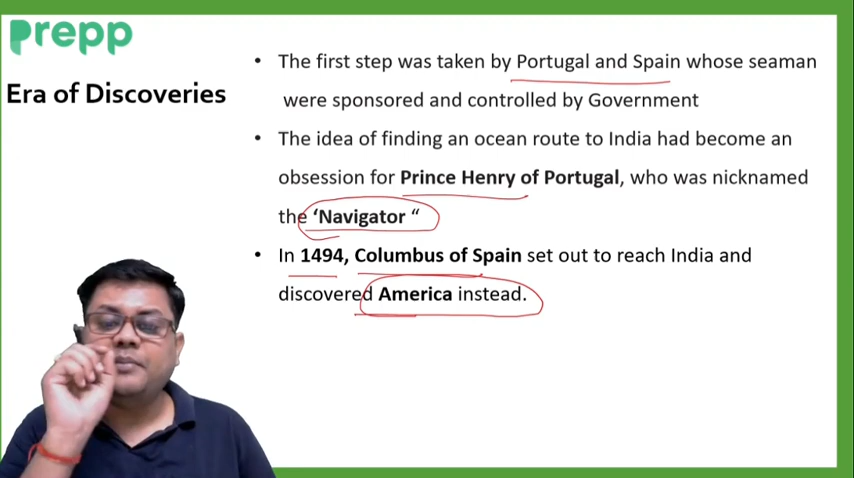 Prepp
Era of Discoveries
• The first step was taken by Portugal and Spain whose seaman
were sponsored and controlled by Government
• The idea of finding an ocean route to India had become an
obsession for Prince Henry of Portugal, who was nicknamed
the ‘Navigator “
• In 1494, Columbus of Spain set out to reach India and
discovered America instead.